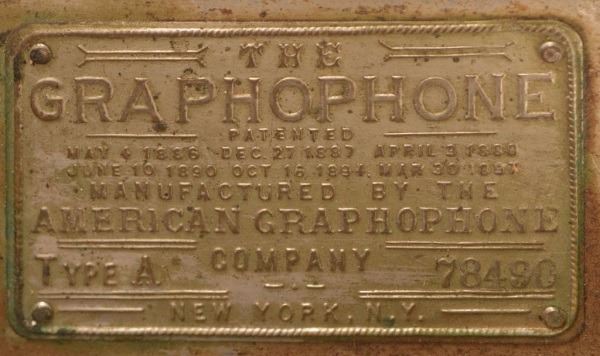 THE
GRAPHOPHONE
PATENTED
MAY 4 1886 DEC. 27 1887 APRIL 3 1888
JUNE 10 1890 OCT 16 1894. MAR 30 1897
MANUFACTURED BY THE
AMERICAN GRAPHOPHONE
TYPE A COMPANY 78490
NEW YORK. N.Y.